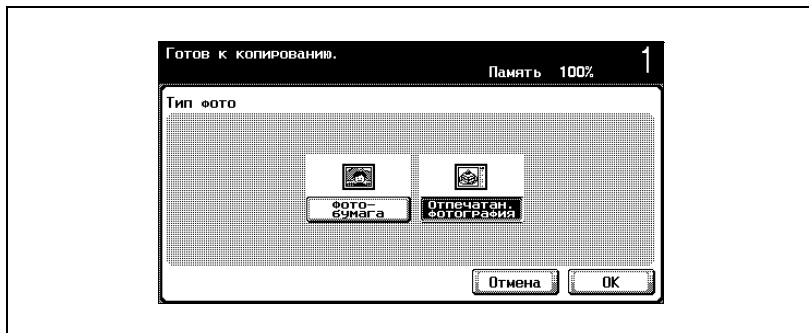 Готов к копированию.
Память 100% 1
Тип фото
Фото-
бумага
Отпечатан.
фотография
Отмена OK